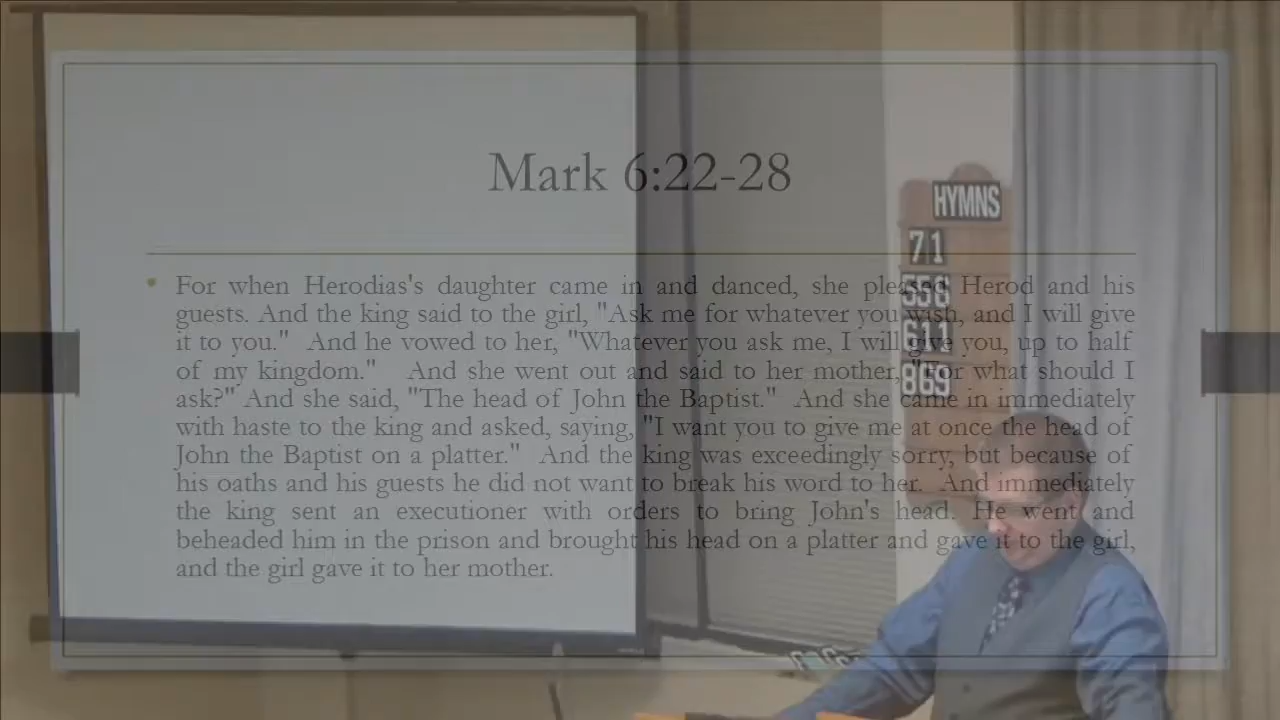 Mark 6:22-28
HYMNS
71
558
611
869
• For when Herodias's daughter came in and danced, she pleased Herod and his
guests. And the king said to the girl, "Ask me for whatever you wish, and I will give
it to you." And he vowed to her, "Whatever you ask me, I will give you, up to half
of my kingdom." And she went out and said to her mother, "For what should I
ask?" And she said, "The head of John the Baptist." And she came in immediately
with haste to the king and asked, saying, "I want you to give me at once the head of
John the Baptist on a platter." And the king was exceedingly sorry, but because of
his oaths and his guests he did not want to break his word to her. And immediately
the king sent an executioner with orders to bring John's head. He went and
beheaded him in the prison and brought his head on a platter and gave it to the girl,
and the girl gave it to her mother.